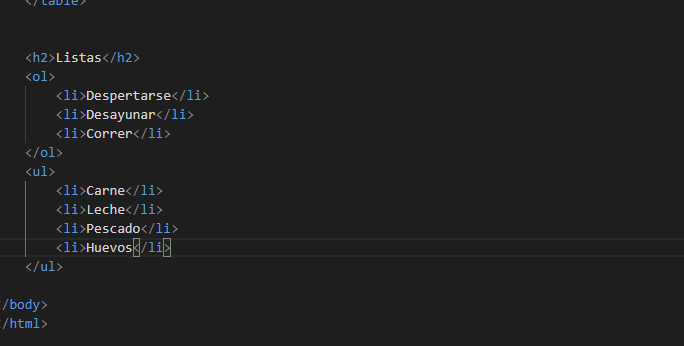 </table>
<h2>Listas</h2>
<ol>
<li>Despertarse</li>
<li>Desayunar</li>
<li>Correr</li>
</ol>
<ul>
<li>Carne</li>
<li>Leche</li>
<li>Pescado</li>
<li>Huevos</li>
</ul>
/body>
/html>